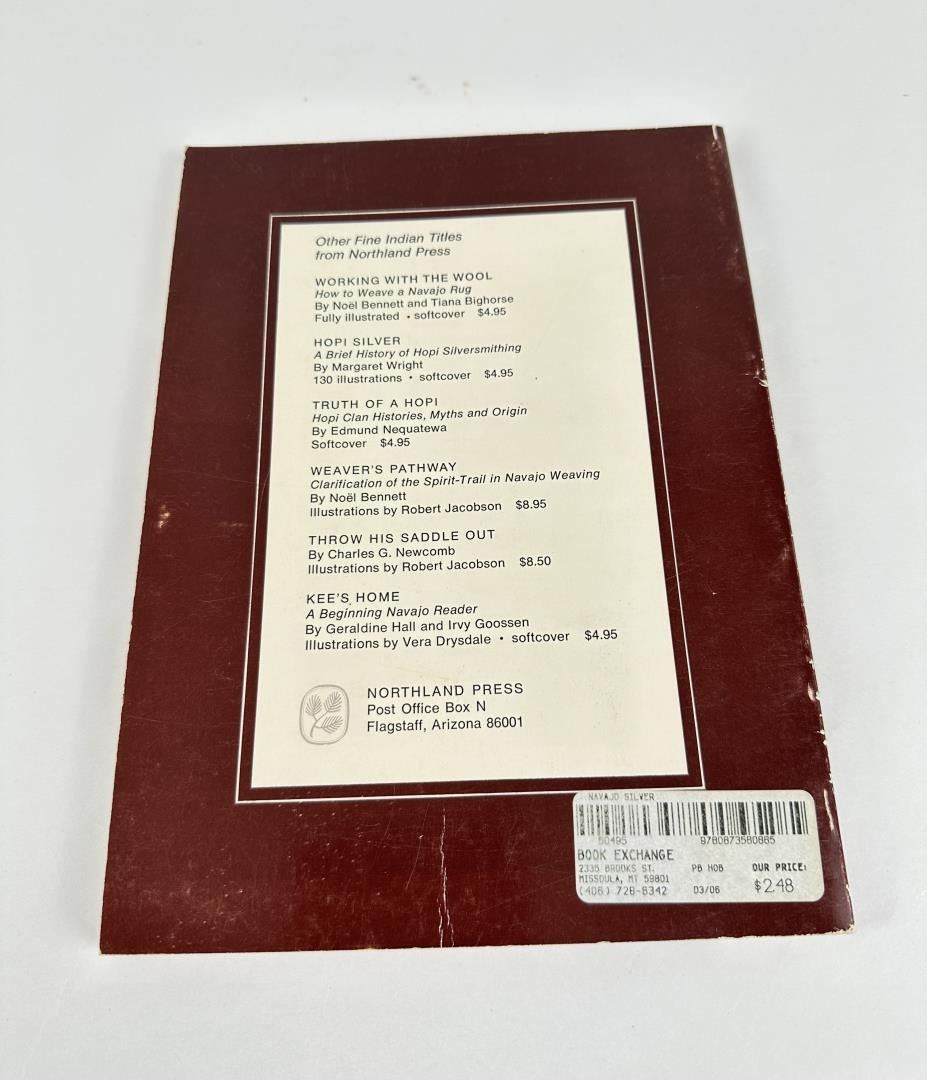 Other Fine Indian Titles
from Northland Press
WORKING WITH THE WOOL
How to Weave a Navajo Rug
By Noël Bennett and Tiana Bighorse
Fully illustrated • softcover $4.95
HOPI SILVER
A Brief History of Hopi Silversmithing
By Margaret Wright
130 illustrations • softcover $4.95
TRUTH OF A HOPI
Hopi Clan Histories, Myths and Origin
By Edmund Nequatewa
Softcover $4.95
WEAVER'S PATHWAY
Clarification of the Spirit-Trail in Navajo Weaving
By Noël Bennett
Illustrations by Robert Jacobson $8.95
THROW HIS SADDLE OUT
By Charles G. Newcomb
Illustrations by Robert Jacobson $8.50
KEE'S HOME
A Beginning Navajo Reader
By Geraldine Hall and Irvy Goossen
Illustrations by Vera Drysdale • softcover $4.95
NORTHLAND PRESS
Post Office Box N
Flagstaff, Arizona 86001
NAVAJO SILVER
50495 9780873580865
BOOK EXCHANGE
2335 BROOKS ST. PB HOB OUR PRICE:
MISSOULA, MT 59801
(406) 728-6342 03/06 $2.48